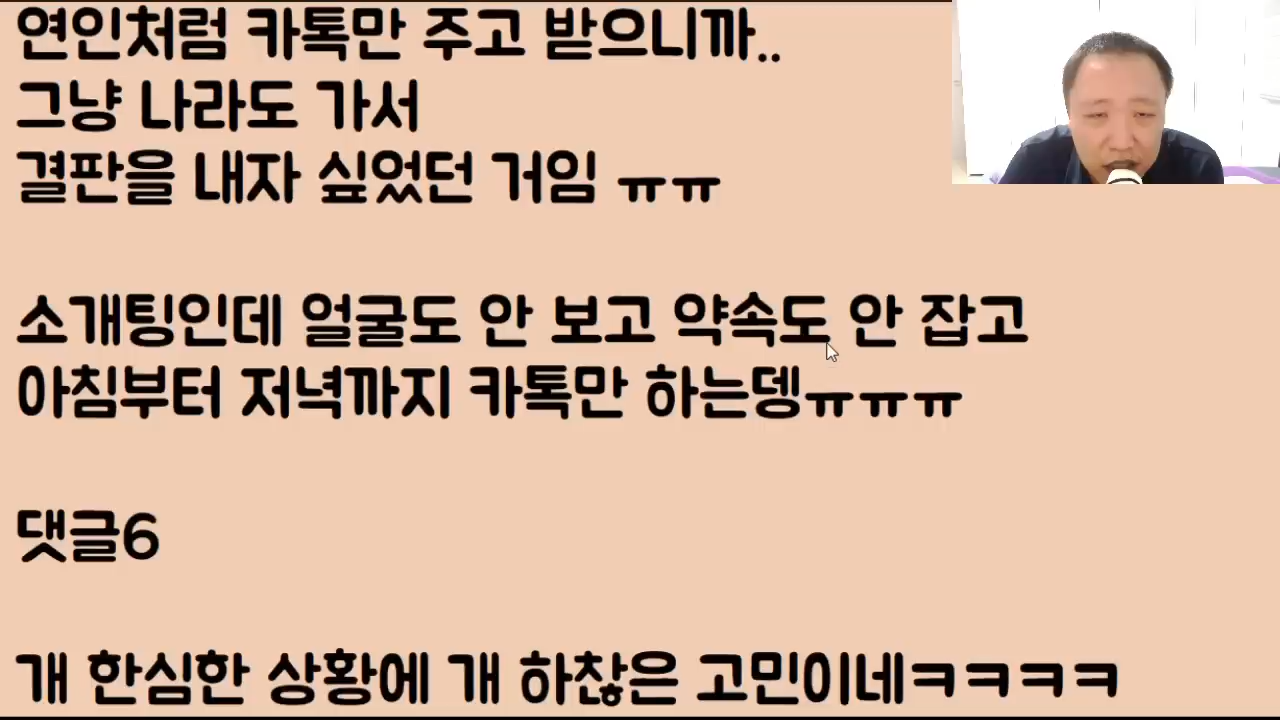 연인처럼 카톡만 주고 받으니까..
그냥 나라도 가서
결판을 내자 싶었던 거임 ㅠㅠ
소개팅인데 얼굴도 안 보고 약속도 안 잡고
아침부터 저녁까지 카톡만 하는뎅ㅠㅠㅠ
댓글6
개 한심한 상황에 개 하찮은 고민이네ㅋㅋㅋㅋ